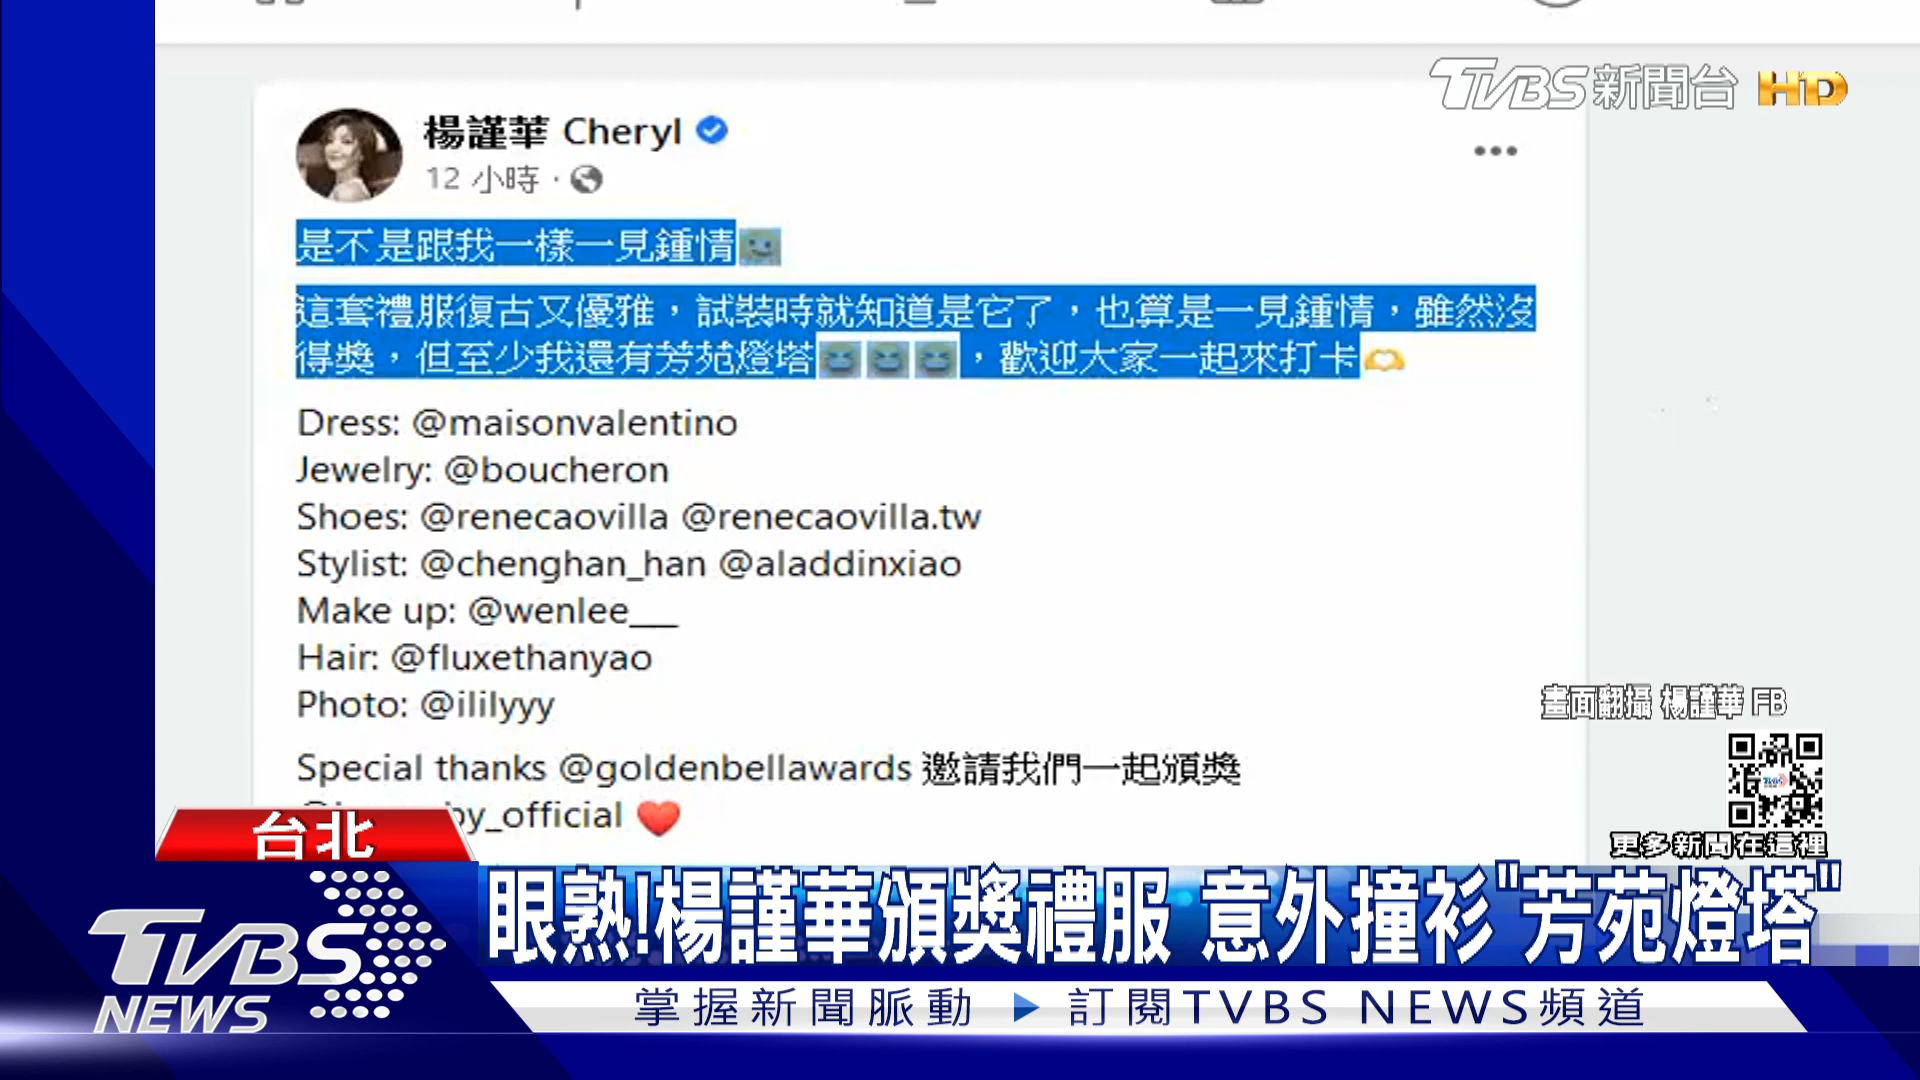 TVBS新聞台 HD
楊謹華 Cheryl
12 小時
是不是跟我一樣一見鍾情
這套禮服復古又優雅，試裝時就知道是它了，也算是一見鍾情，雖然沒
得獎，但至少我還有芳苑燈塔，歡迎大家一起來打卡
Dress: @maisonvalentino
Jewelry: @boucheron
Shoes: @renecaovilla @renecaovilla.tw
Stylist: @chenghan_han @aladdinxiao
Make up: @wenlee___
Hair: @fluxethanyao
Photo: @ililyyy
Special thanks @goldenbellawards 邀請我們一起頒獎
by_official
畫面翻攝 楊謹華 FB
TVBS
更多新聞在這裡
台北
眼熟!楊謹華頒獎禮服 意外撞衫"芳苑燈塔"
TVBS NEWS
掌握新聞脈動 ▶ 訂閱TVBS NEWS頻道